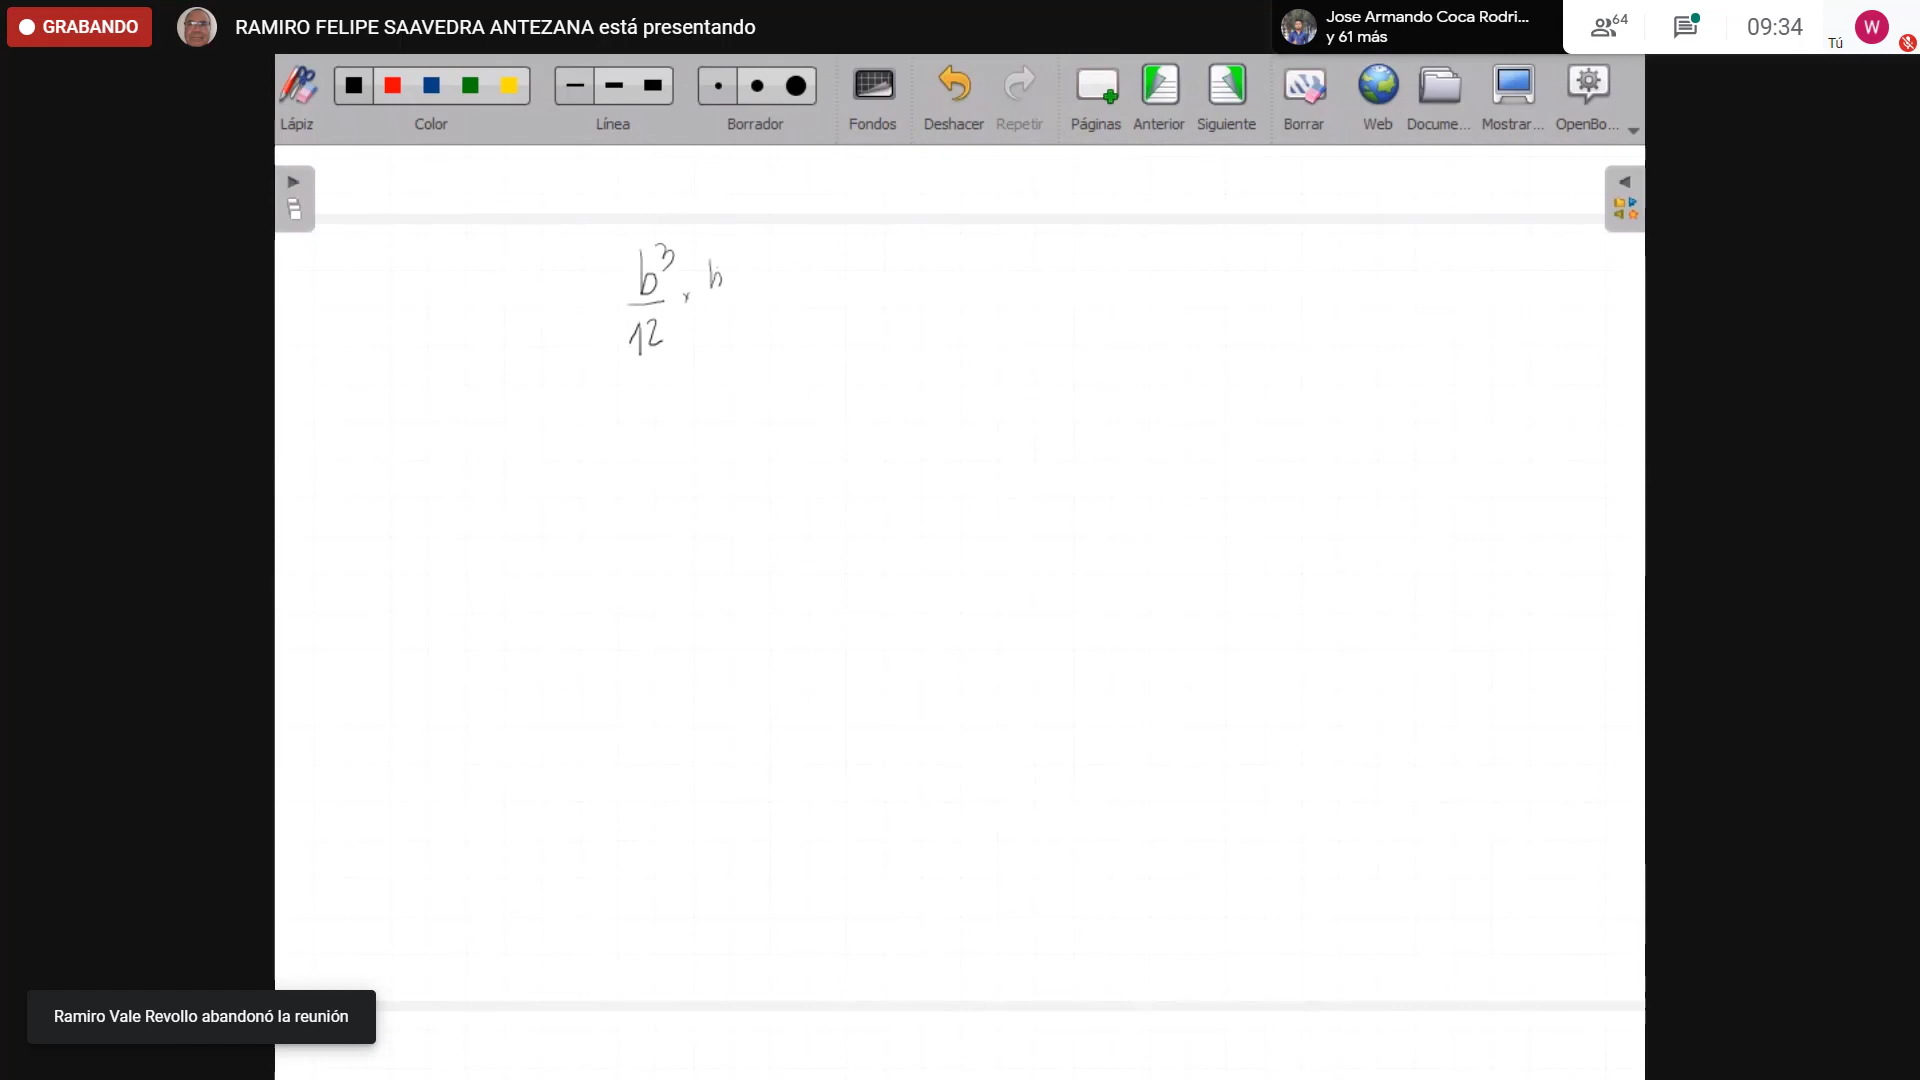 GRABANDO
RAMIRO FELIPE SAAVEDRA ANTEZANA está presentando
Jose Armando Coca Rodri...
y 61 más
64
09:34
Tú
W
Lápiz
Color
Línea
Borrador
Fondos
Deshacer
Repetir
Páginas
Anterior
Siguiente
Borrar
Web
Docume...
Mostrar...
OpenBo...
b³
12
. h
Ramiro Vale Revollo abandonó la reunión